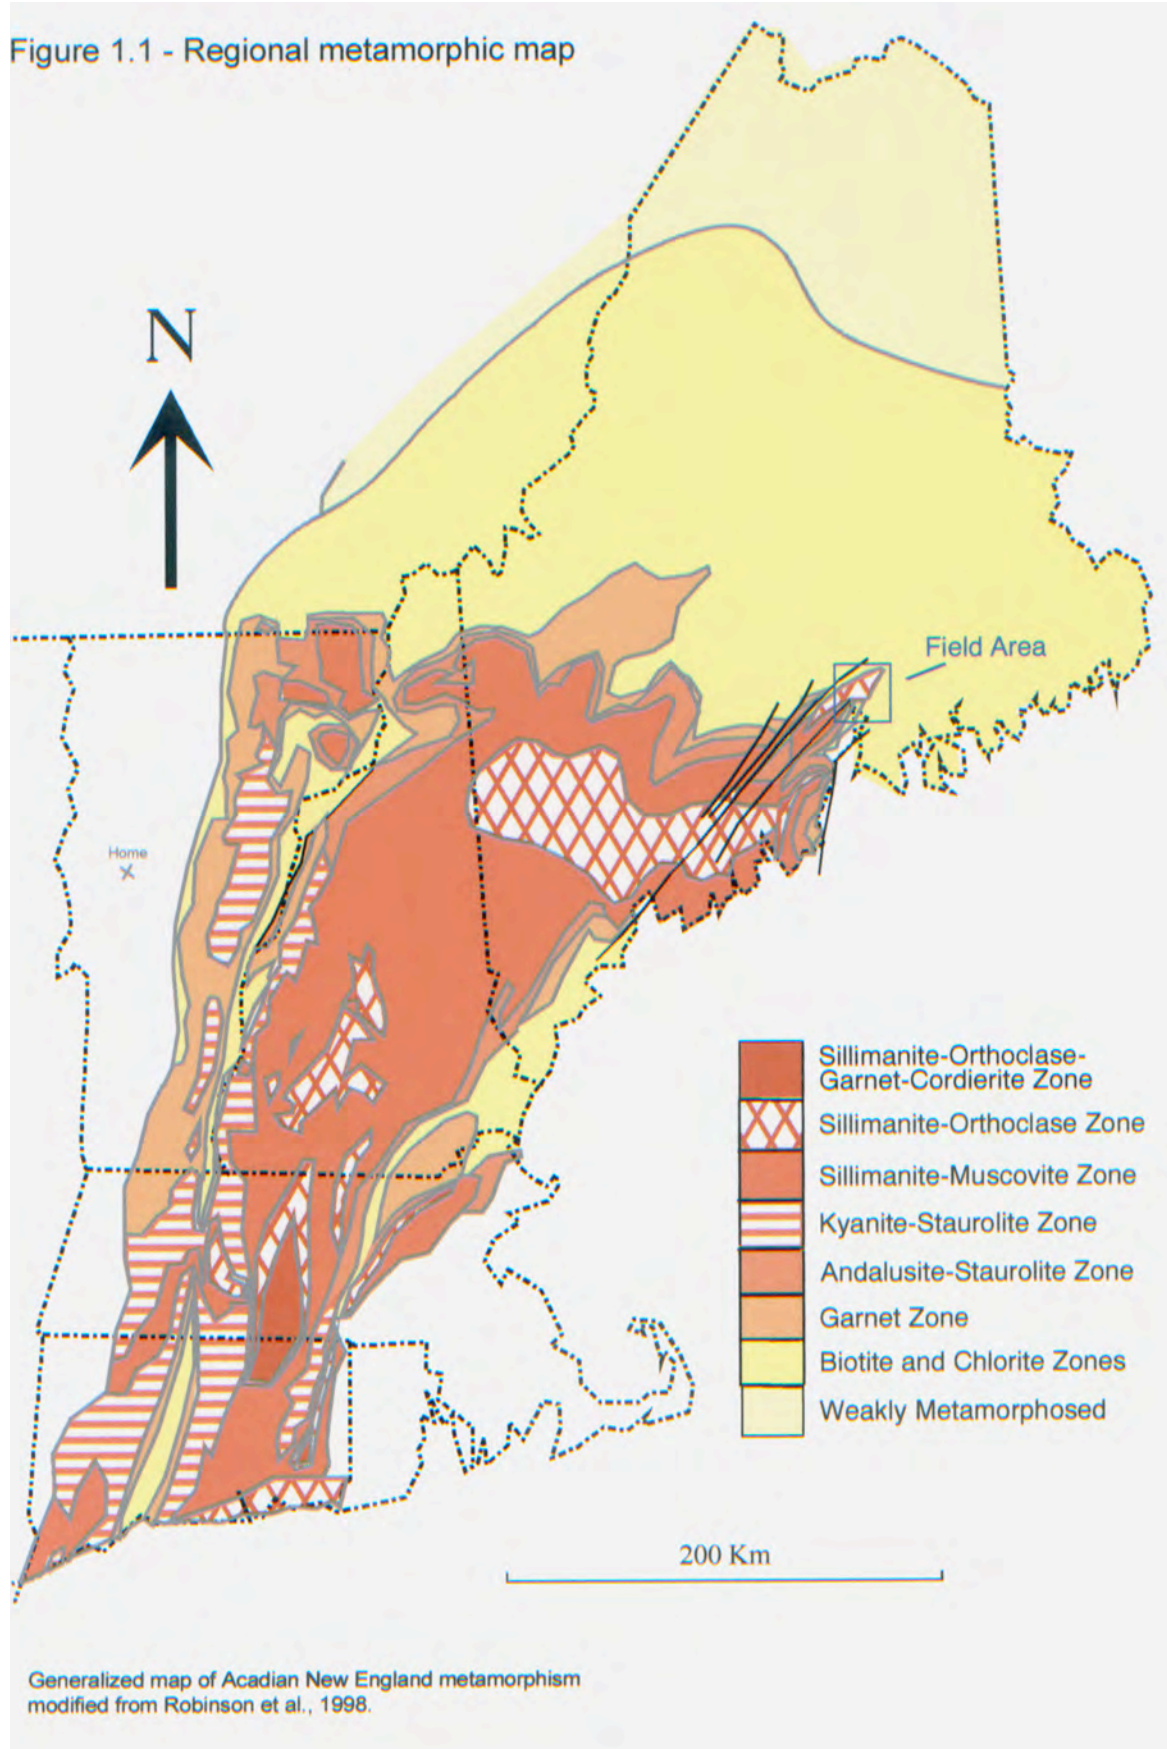 Figure 1.1 - Regional metamorphic map
N
Field Area
Home
Sillimanite-Orthoclase-
Garnet-Cordierite Zone
Sillimanite-Orthoclase Zone
Sillimanite-Muscovite Zone
Kyanite-Staurolite Zone
Andalusite-Staurolite Zone
Garnet Zone
Biotite and Chlorite Zones
Weakly Metamorphosed
200 Km
Generalized map of Acadian New England metamorphism
modified from Robinson et al., 1998.